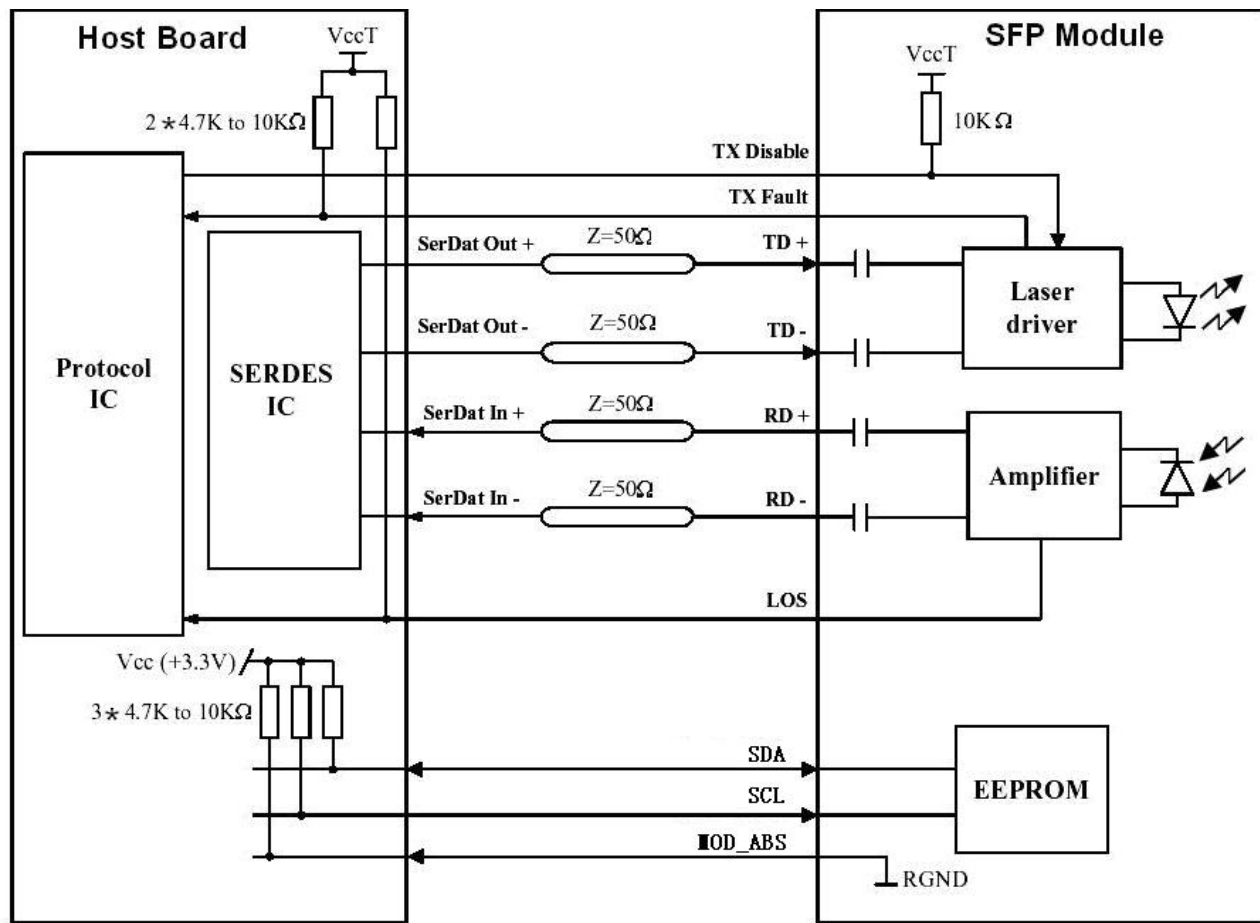 Host Board
SFP Module
VccT
VccT
2*4.7K to 10KΩ
10KΩ
TX Disable
TX Fault
SerDat Out +
Z=50Ω
TD +
Laser
driver
SerDat Out -
Z=50Ω
TD -
Protocol
IC
SERDES
IC
SerDat In +
Z=50Ω
RD +
Amplifier
SerDat In -
Z=50Ω
RD -
LOS
Vcc (+3.3V)
3*4.7K to 10KΩ
SDA
SCL
EEPROM
MOD_ABS
RGND